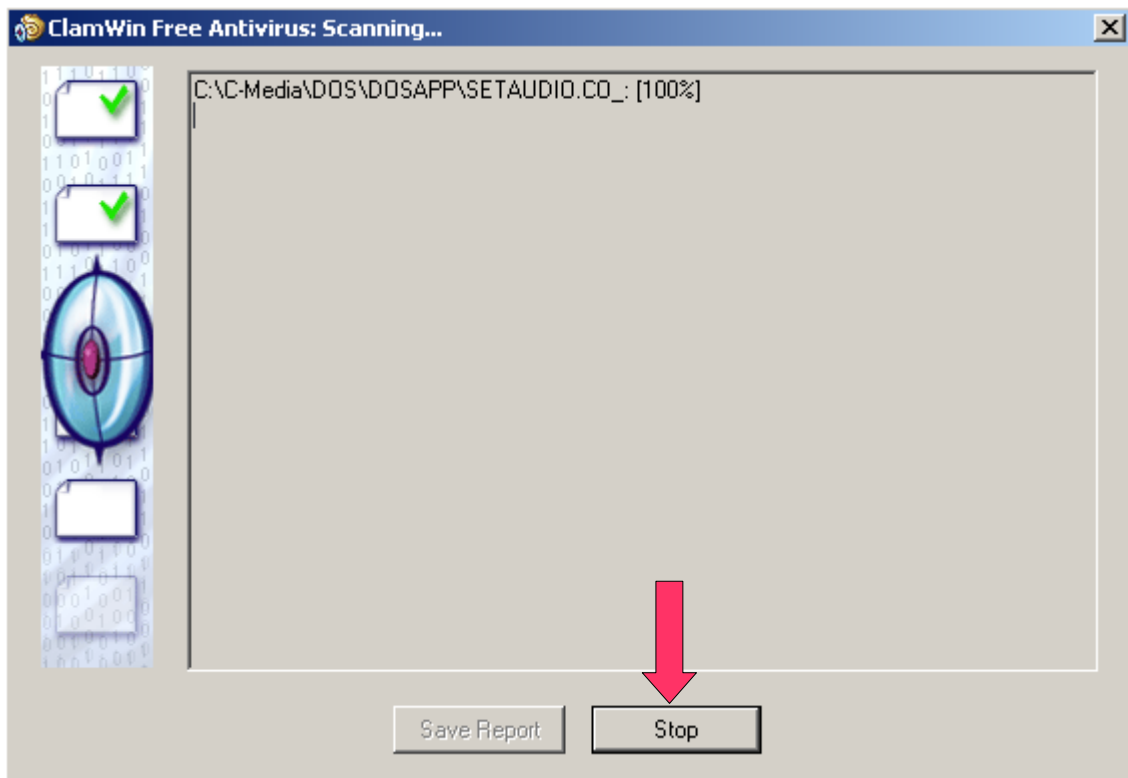 ClamWin Free Antivirus: Scanning...
C:\C-Media\DOS\DOSAPP\SETAUDIO.CO_: [100%]
Save Report
Stop